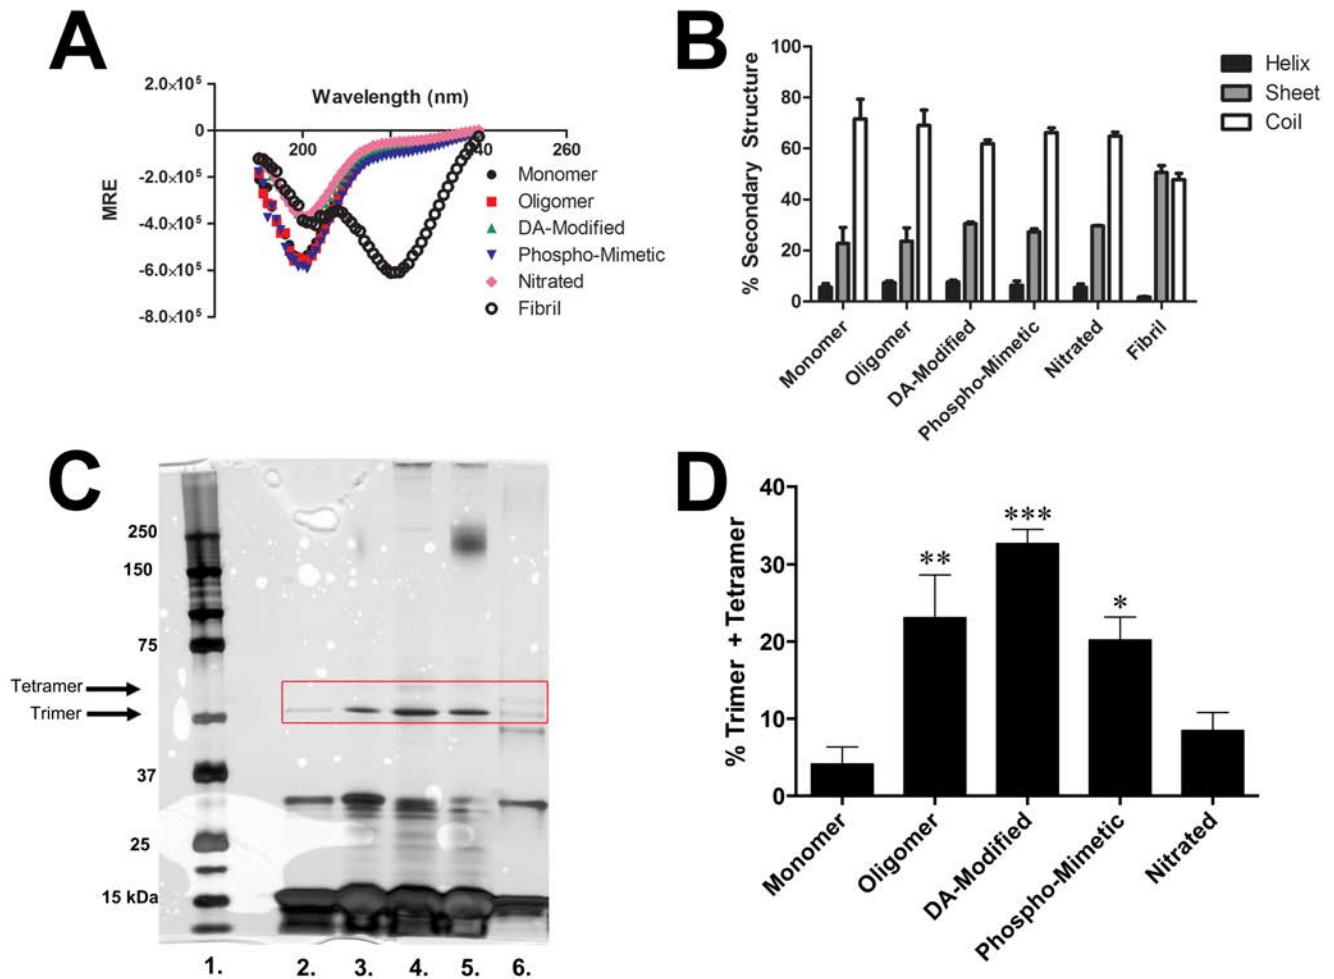 A
2.0×10⁵
0
-2.0×10⁵
-4.0×10⁵
-6.0×10⁵
-8.0×10⁵
MRE
Wavelength (nm)
200
40
260
Monomer
Oligomer
DA-Modified
Phospho-Mimetic
Nitrated
Fibril
B
% Secondary Structure
100
80
60
40
20
0
Monomer
Oligomer
DA-Modified
Phospho-Mimetic
Nitrated
Fibril
Helix
Sheet
Coil
C
250
150
75
Tetramer
Trimer
37
25
15 kDa
1. 2. 3. 4. 5. 6.
D
% Trimer + Tetramer
40
30
20
10
0
**
***
*
Monomer
Oligomer
DA-Modified
Phospho-Mimetic
Nitrated